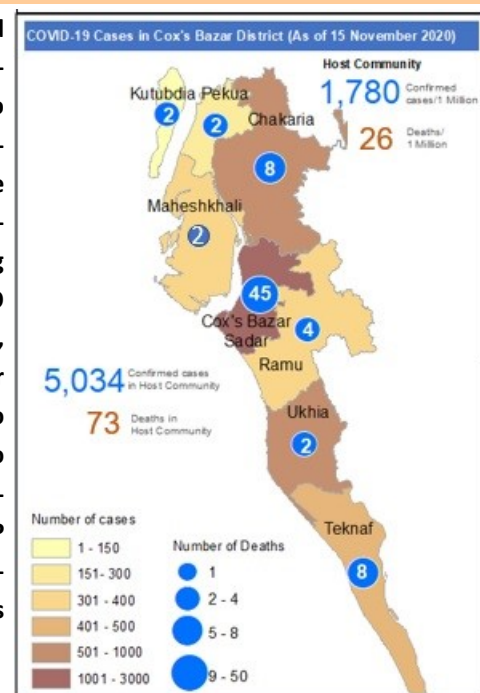 COVID-19 Cases in Cox's Bazar District (As of 15 November 2020)
Host Community
1,780 Confirmed cases/1 Million
26 Deaths/ 1 Million
Kutubdia Pekua
2
2
Chakaria
8
Maheshkhali
2
45
Cox's Bazar
Sadar
4
Ramu
5,034 Confirmed cases in Host Community
73 Deaths in Host Community
Ukhia
2
Teknaf
8
Number of cases
1 - 150
151- 300
301 - 400
401 - 500
501 - 1000
1001 - 3000
Number of Deaths
1
2 - 4
5 - 8
9 - 50